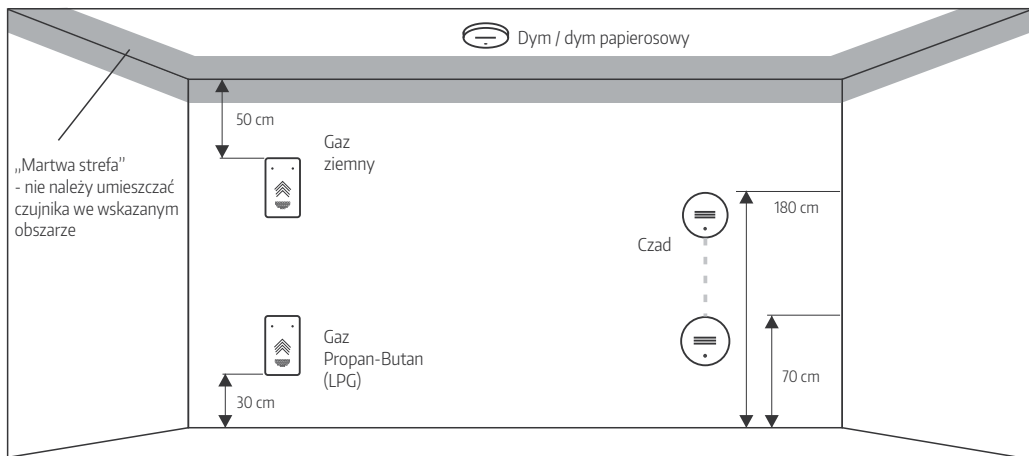 Dym / dym papierosowy
50 cm
Gaz
ziemny
„Martwa strefa”
- nie należy umieszczać
czujnika we wskazanym
obszarze
180 cm
Czad
Gaz
Propan-Butan
(LPG)
70 cm
30 cm